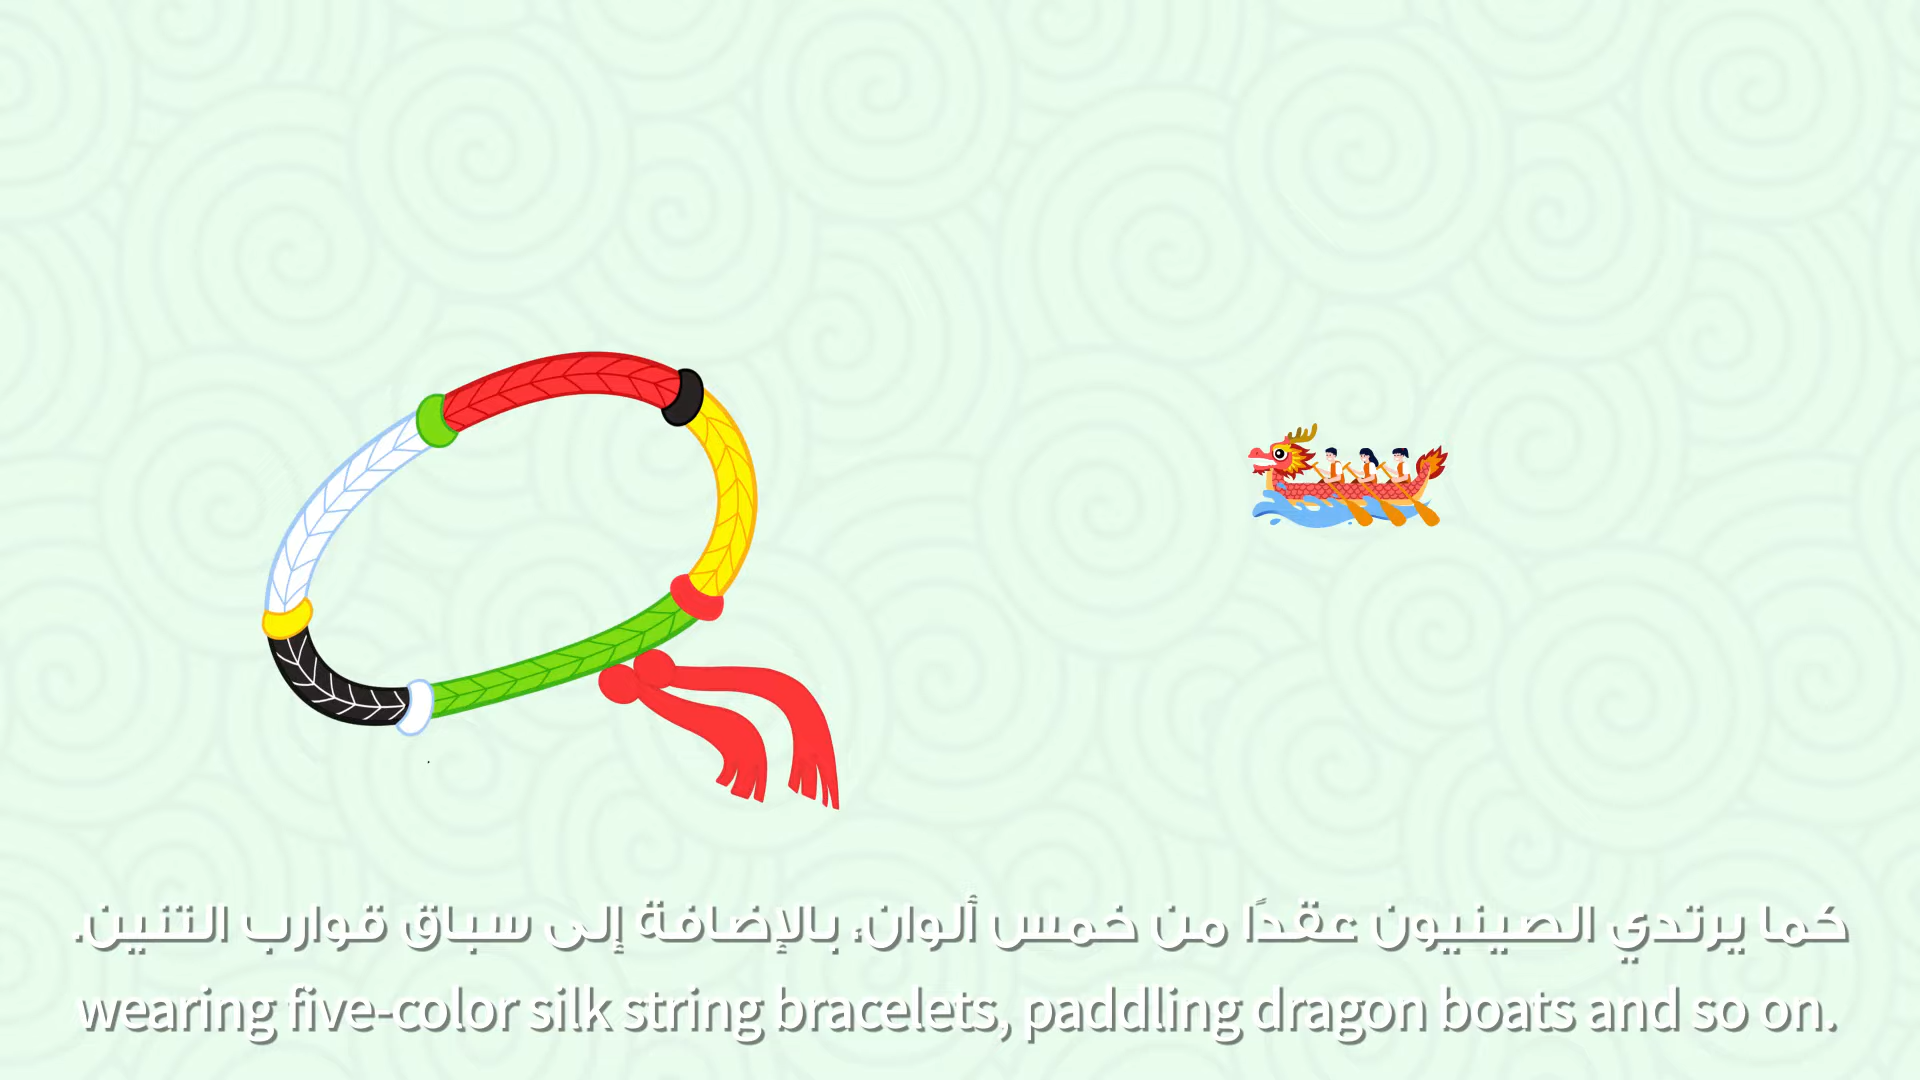 كما يرتدي الصينيون عقدًا من خمس ألوان، بالإضافة إلى سباق قوارب التنين.
wearing five-color silk string bracelets, paddling dragon boats and so on.